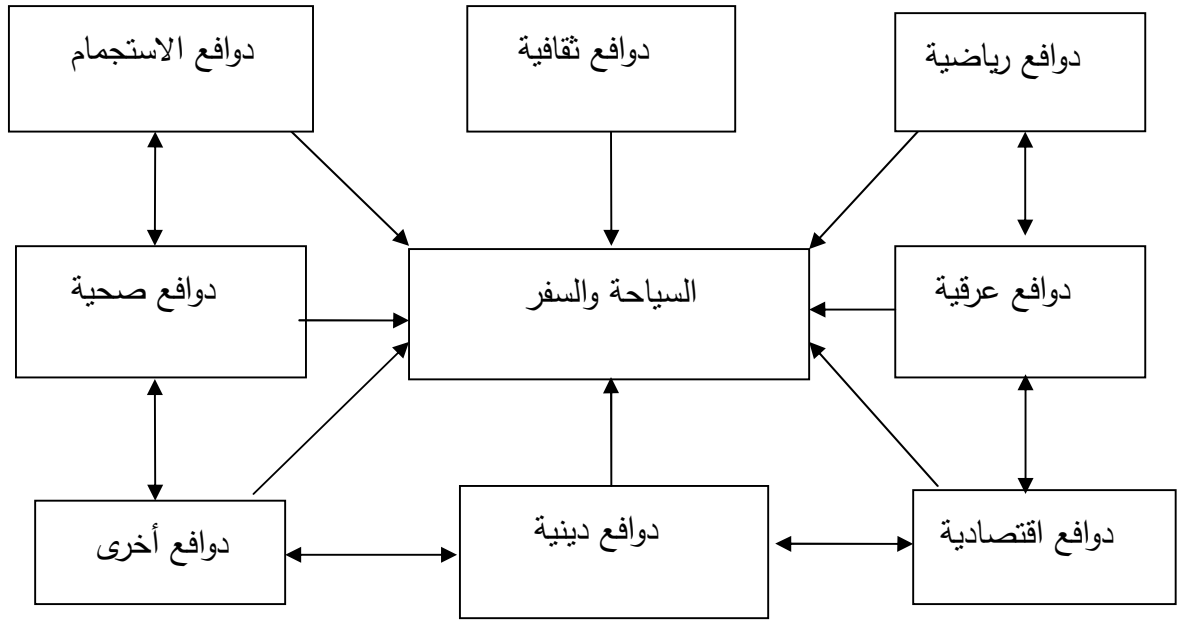 دوافع رياضية
دوافع ثقافية
دوافع الاستجمام
دوافع عرقية
السياحة والسفر
دوافع صحية
دوافع اقتصادية
دوافع دينية
دوافع أخرى